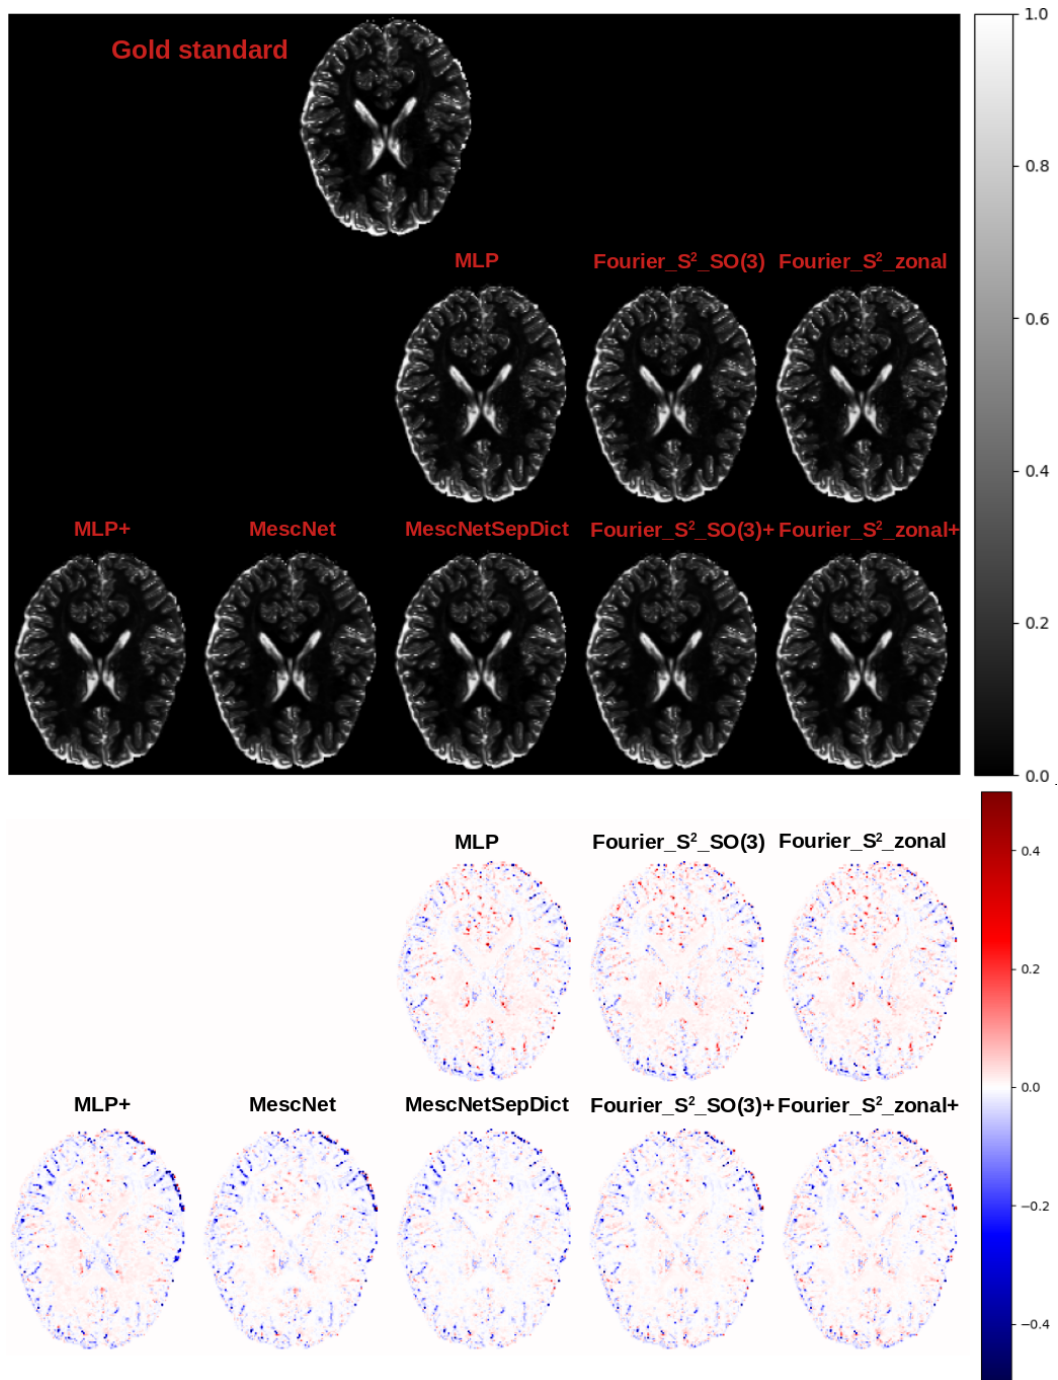 Gold standard
1.0
MLP Fourier_S²_SO(3) Fourier_S²_zonal
0.8
0.6
0.4
MLP+ MescNet MescNetSepDict Fourier_S²_SO(3)+ Fourier_S²_zonal+
0.2
0.0
MLP Fourier_S²_SO(3) Fourier_S²_zonal
0.4
0.2
0.0
MLP+ MescNet MescNetSepDict Fourier_S²_SO(3)+ Fourier_S²_zonal+
−0.2
−0.4